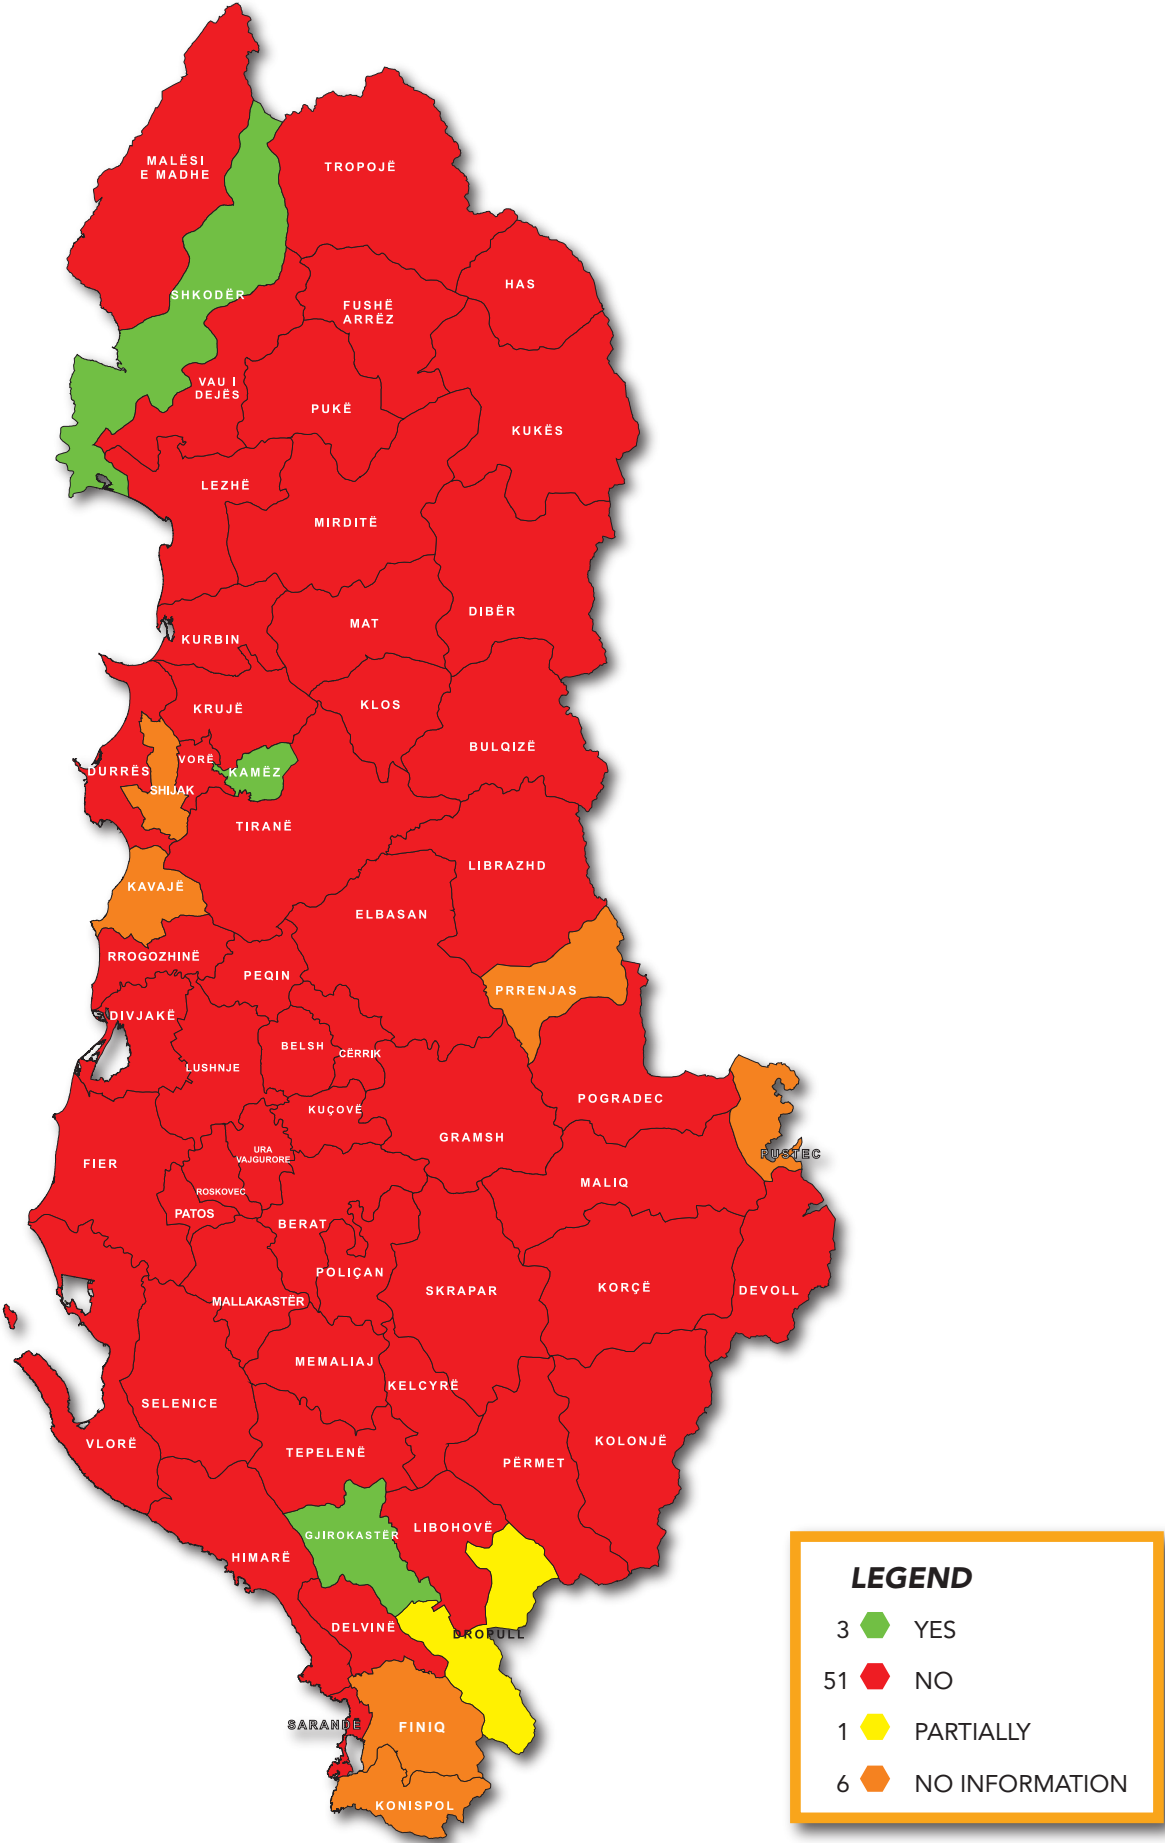 MALËSI
E MADHE
TROPOJË
HAS
SHKODËR
FUSHË
ARRËZ
VAU I
DEJËS
PUKË
KUKËS
LEZHË
MIRDITË
DIBËR
MAT
KURBIN
KLOS
KRUJË
BULQIZË
VORË
DURRËS
KAMËZ
SHIJAK
TIRANË
LIBRAZHD
KAVAJË
ELBASAN
RROGOZHINË
PEQIN
PRRENJAS
DIVJAKË
BELSH
CËRRIK
LUSHNJE
POGRADEC
KUÇOVË
GRAMSH
URA
VAJGURORE
PUSTEC
FIER
MALIQ
ROSKOVEC
PATOS
BERAT
POLIÇAN
KORÇË
SKRAPAR
DEVOLL
MALLAKASTËR
MEMALIAJ
KELCYRË
SELENICE
VLORË
KOLONJË
TEPELENË
PËRMET
LIBOHOVË
GJIROKASTËR
HIMARË
DELVINË
DROPULL
SARANDË
FINIQ
KONISPOL
LEGEND
3 YES
51 NO
1 PARTIALLY
6 NO INFORMATION